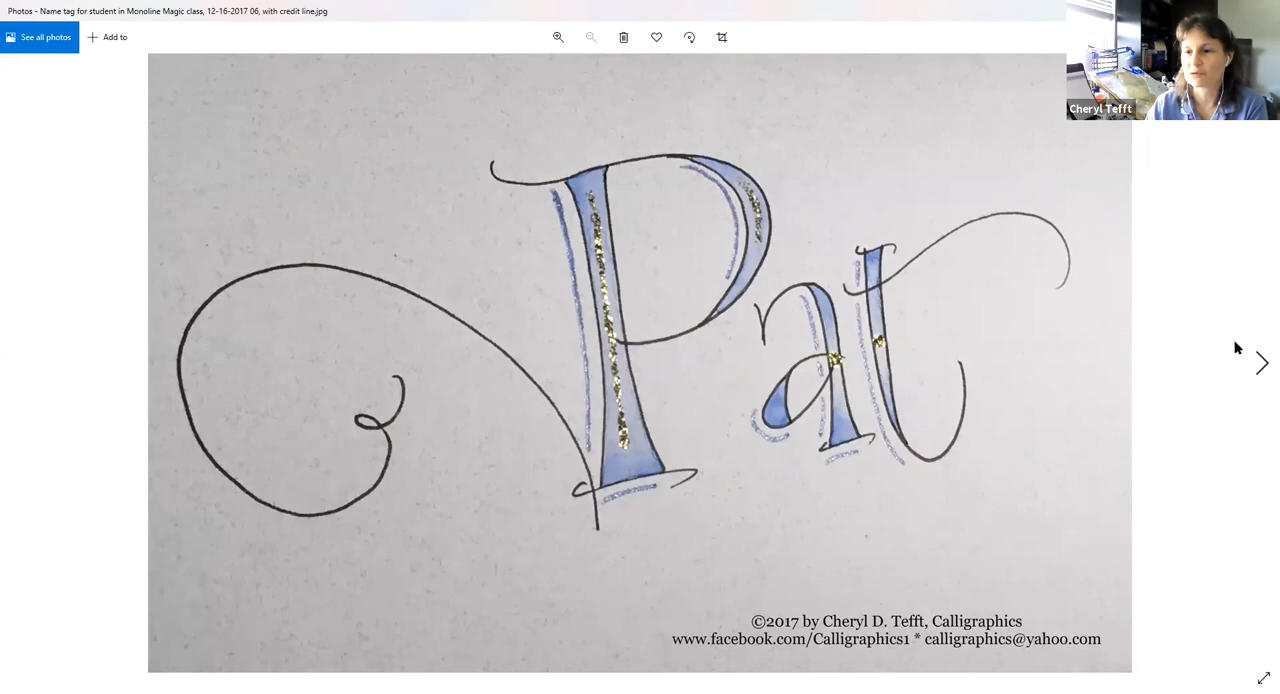 Photos - Name tag for student in Monoline Magic class, 12-16-2017 06, with credit line.jpg
See all photos
Add to
Cheryl Tefft
Pat
©2017 by Cheryl D. Tefft, Calligraphics
www.facebook.com/Calligraphics1 * calligraphics@yahoo.com